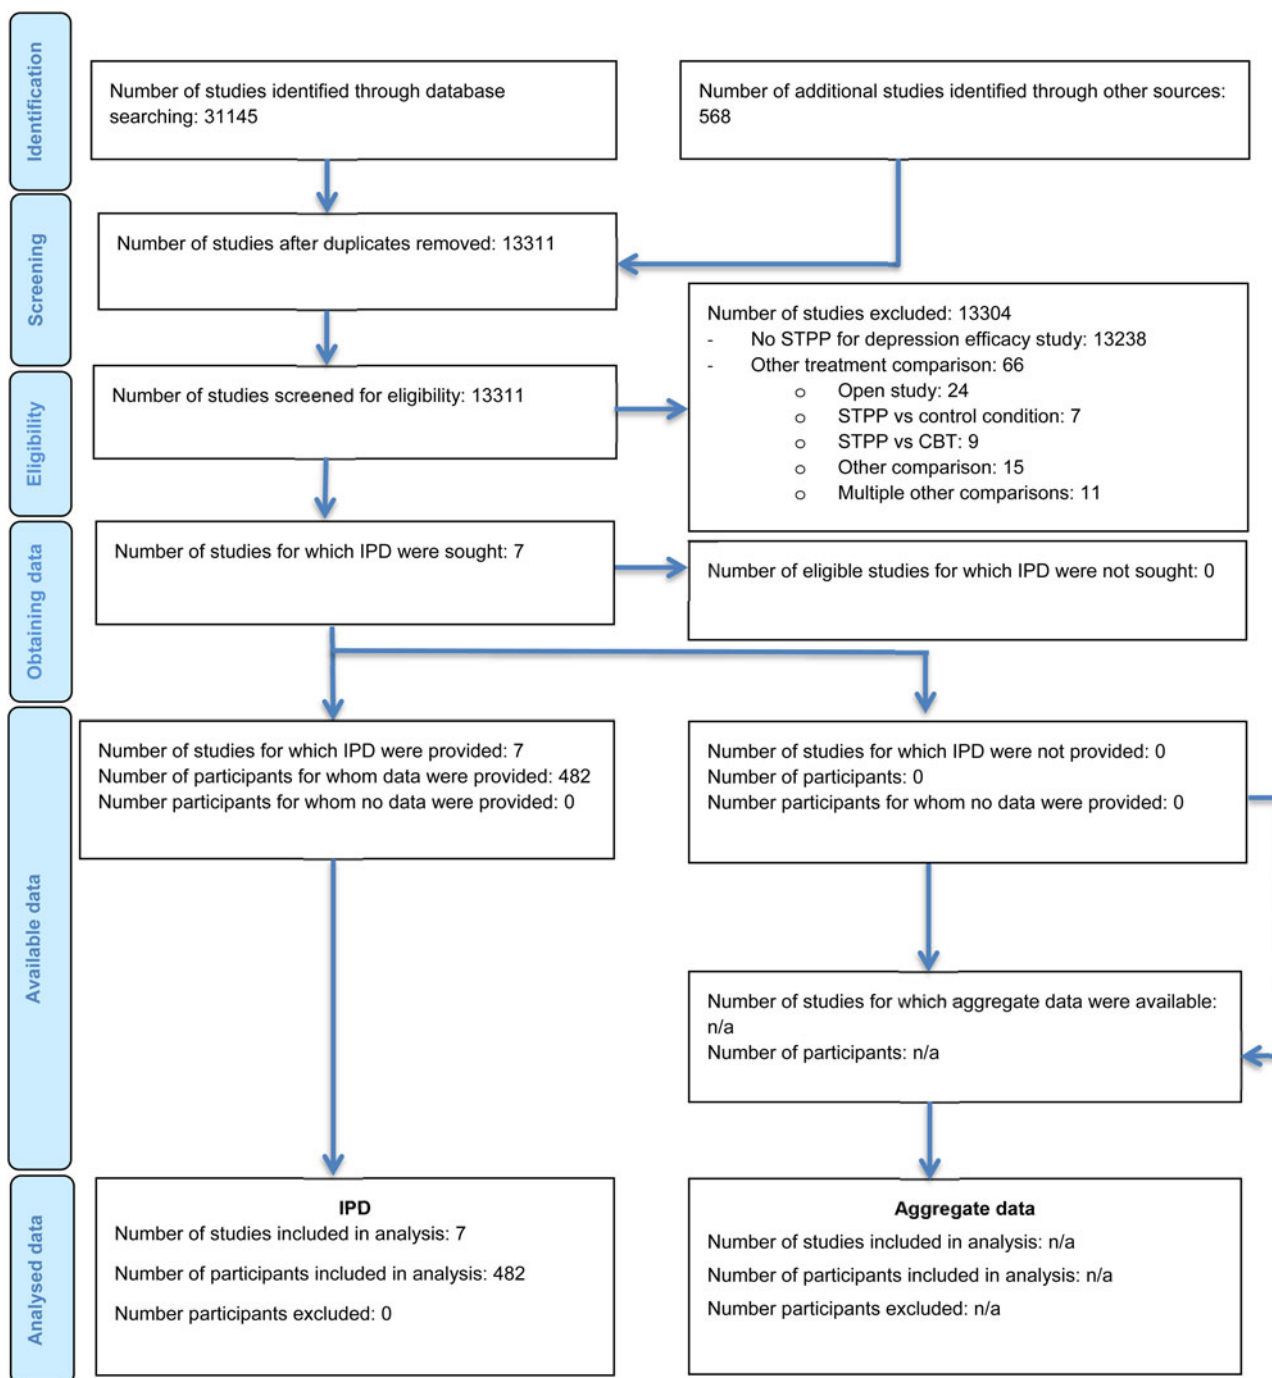 Identification
Number of studies identified through database
searching: 31145
Number of additional studies identified through other sources:
568
Screening
Number of studies after duplicates removed: 13311
Number of studies excluded: 13304
- No STPP for depression efficacy study: 13238
- Other treatment comparison: 66
o Open study: 24
o STPP vs control condition: 7
o STPP vs CBT: 9
o Other comparison: 15
o Multiple other comparisons: 11
Eligibility
Number of studies screened for eligibility: 13311
Obtaining data
Number of studies for which IPD were sought: 7
Number of eligible studies for which IPD were not sought: 0
Available data
Number of studies for which IPD were provided: 7
Number of participants for whom data were provided: 482
Number participants for whom no data were provided: 0
Number of studies for which IPD were not provided: 0
Number of participants: 0
Number participants for whom no data were provided: 0
Number of studies for which aggregate data were available:
n/a
Number of participants: n/a
Analysed data
IPD
Number of studies included in analysis: 7
Number of participants included in analysis: 482
Number participants excluded: 0
Aggregate data
Number of studies included in analysis: n/a
Number of participants included in analysis: n/a
Number participants excluded: n/a